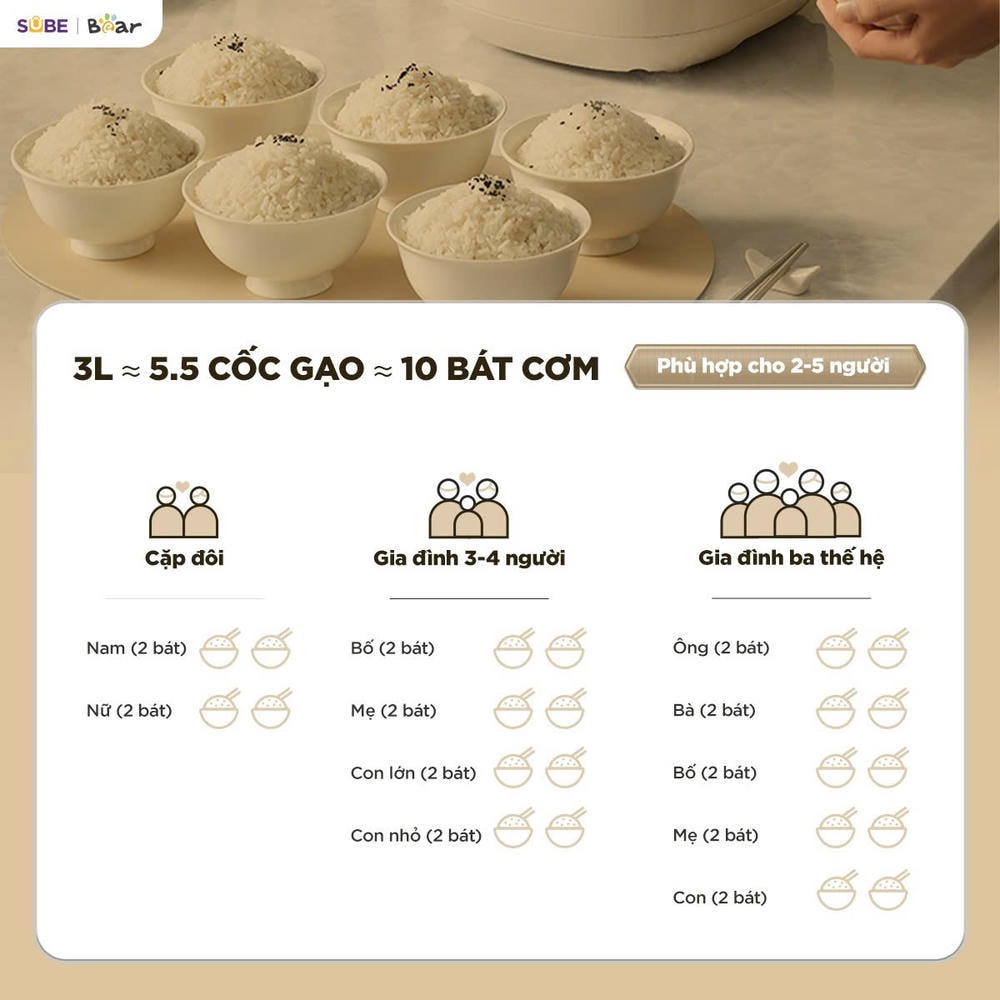 SUBE | Bear
3L ≈ 5.5 CỐC GẠO ≈ 10 BÁT CƠM
Phù hợp cho 2-5 người
Cặp đôi
Nam (2 bát)
Nữ (2 bát)
Gia đình 3-4 người
Bố (2 bát)
Mẹ (2 bát)
Con lớn (2 bát)
Con nhỏ (2 bát)
Gia đình ba thế hệ
Ông (2 bát)
Bà (2 bát)
Bố (2 bát)
Mẹ (2 bát)
Con (2 bát)